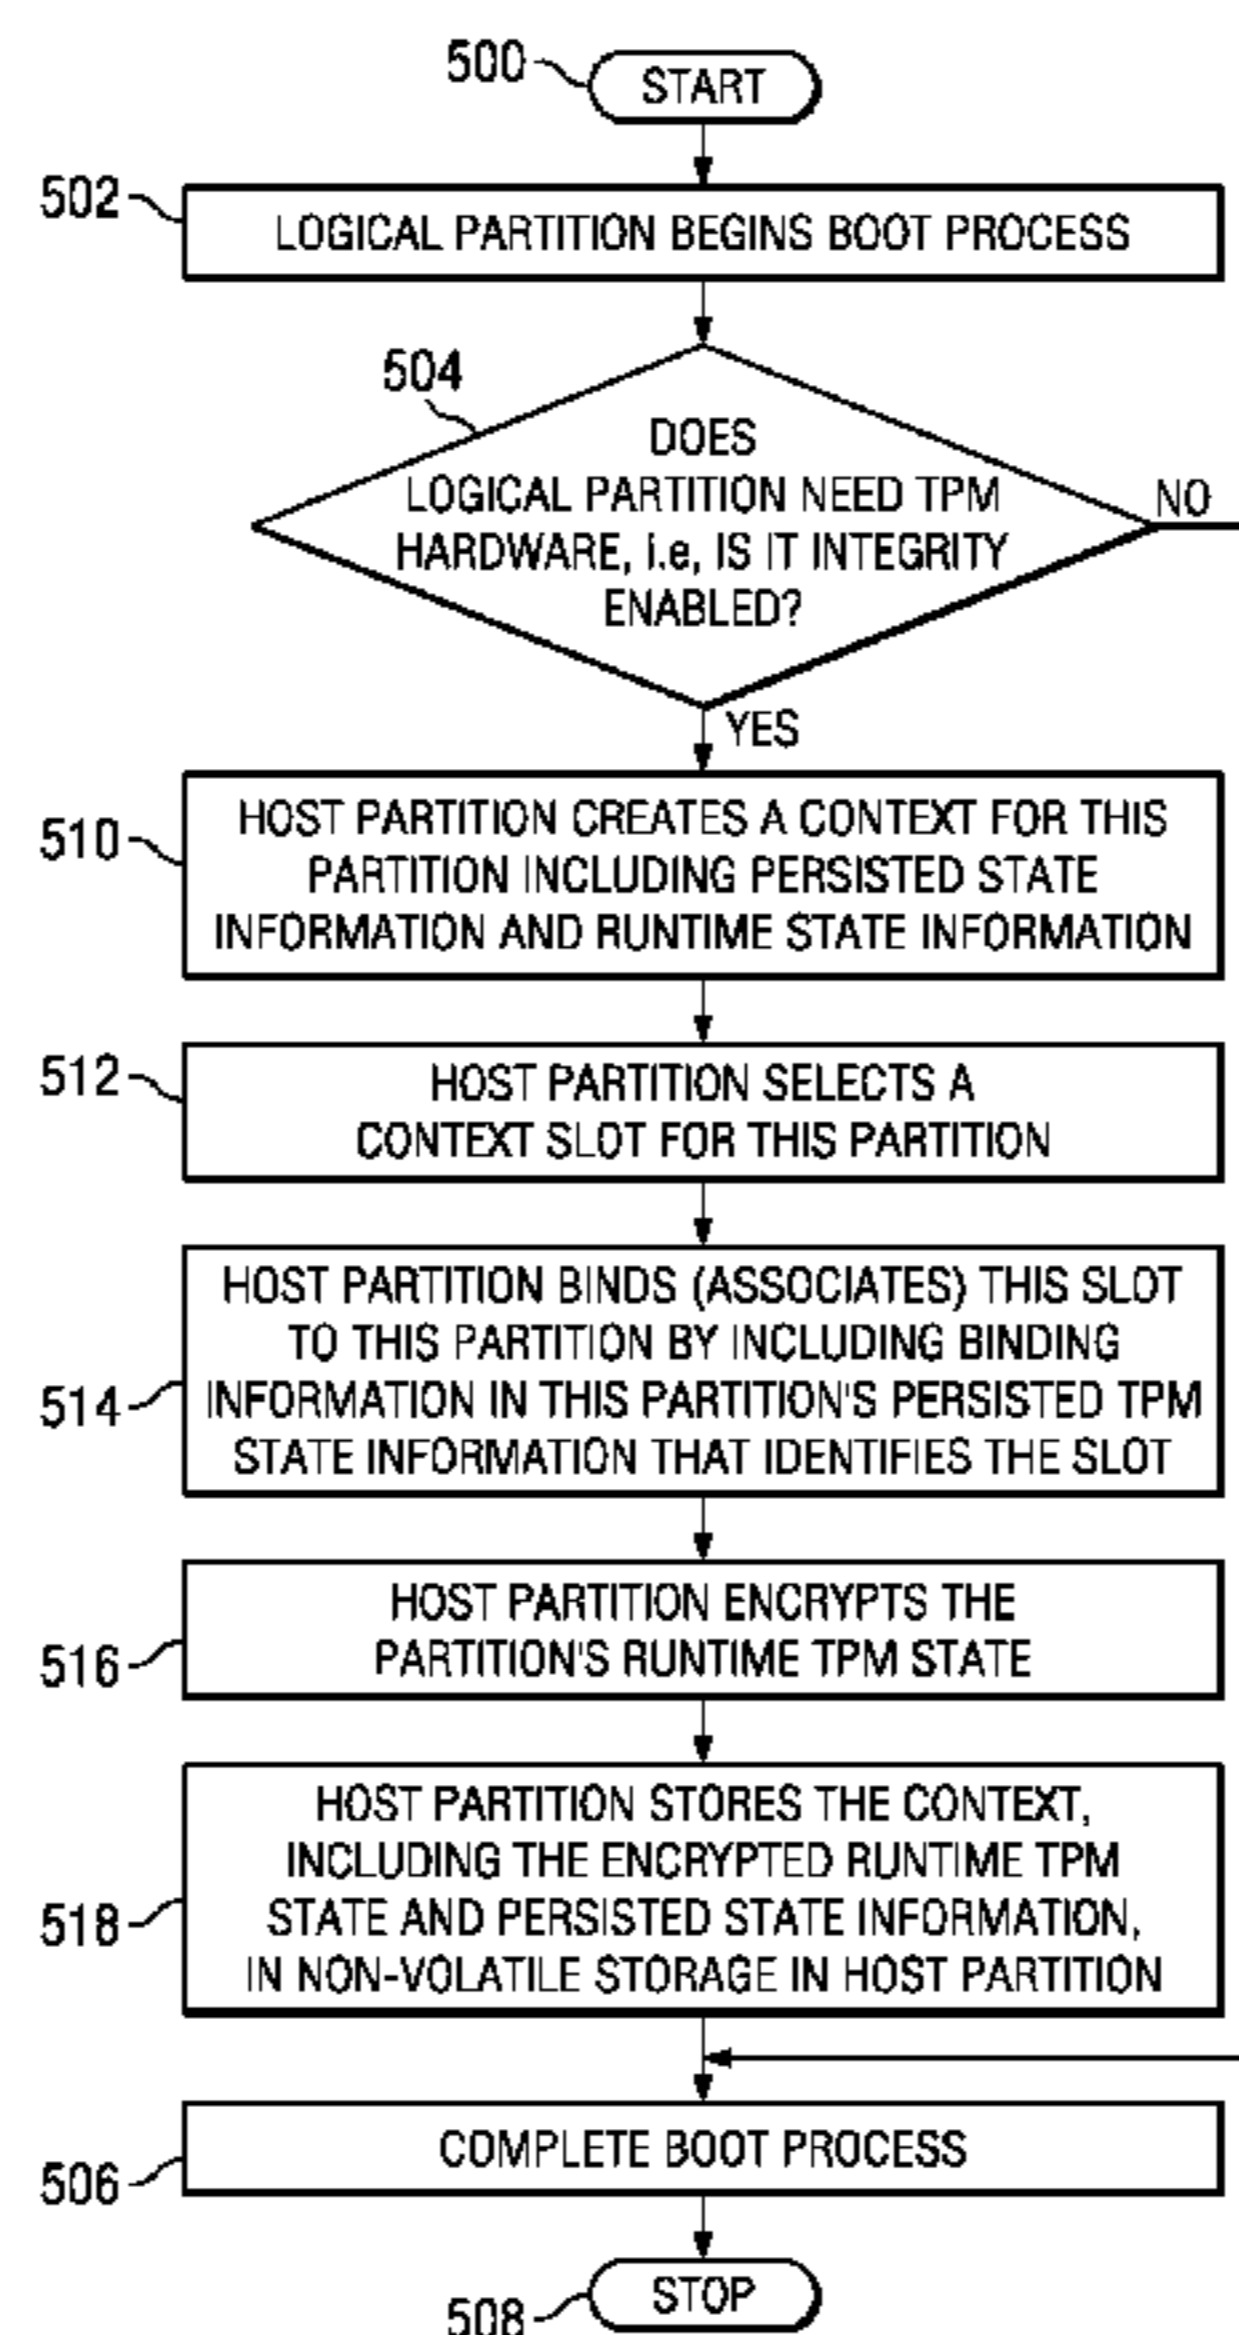 500
START
502
LOGICAL PARTITION BEGINS BOOT PROCESS
504
DOES
LOGICAL PARTITION NEED TPM
HARDWARE, i.e, IS IT INTEGRITY
ENABLED?
NO
YES
510
HOST PARTITION CREATES A CONTEXT FOR THIS
PARTITION INCLUDING PERSISTED STATE
INFORMATION AND RUNTIME STATE INFORMATION
512
HOST PARTITION SELECTS A
CONTEXT SLOT FOR THIS PARTITION
514
HOST PARTITION BINDS (ASSOCIATES) THIS SLOT
TO THIS PARTITION BY INCLUDING BINDING
INFORMATION IN THIS PARTITION'S PERSISTED TPM
STATE INFORMATION THAT IDENTIFIES THE SLOT
516
HOST PARTITION ENCRYPTS THE
PARTITION'S RUNTIME TPM STATE
518
HOST PARTITION STORES THE CONTEXT,
INCLUDING THE ENCRYPTED RUNTIME TPM
STATE AND PERSISTED STATE INFORMATION,
IN NON-VOLATILE STORAGE IN HOST PARTITION
506
COMPLETE BOOT PROCESS
508
STOP